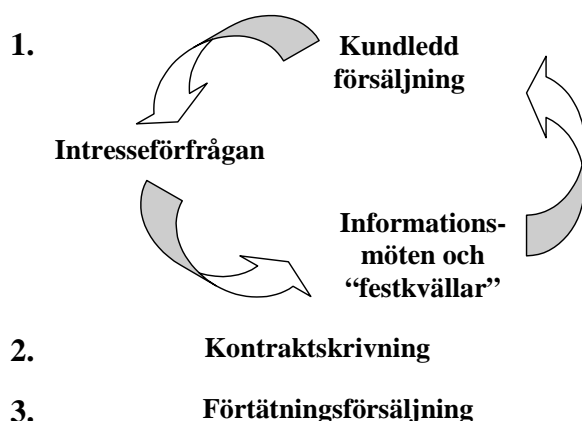 1.
Kundledd
försäljning
Intresseförfrågan
Informations-
möten och
“festkvällar”
2. Kontraktskrivning
3. Förtätningsförsäljning